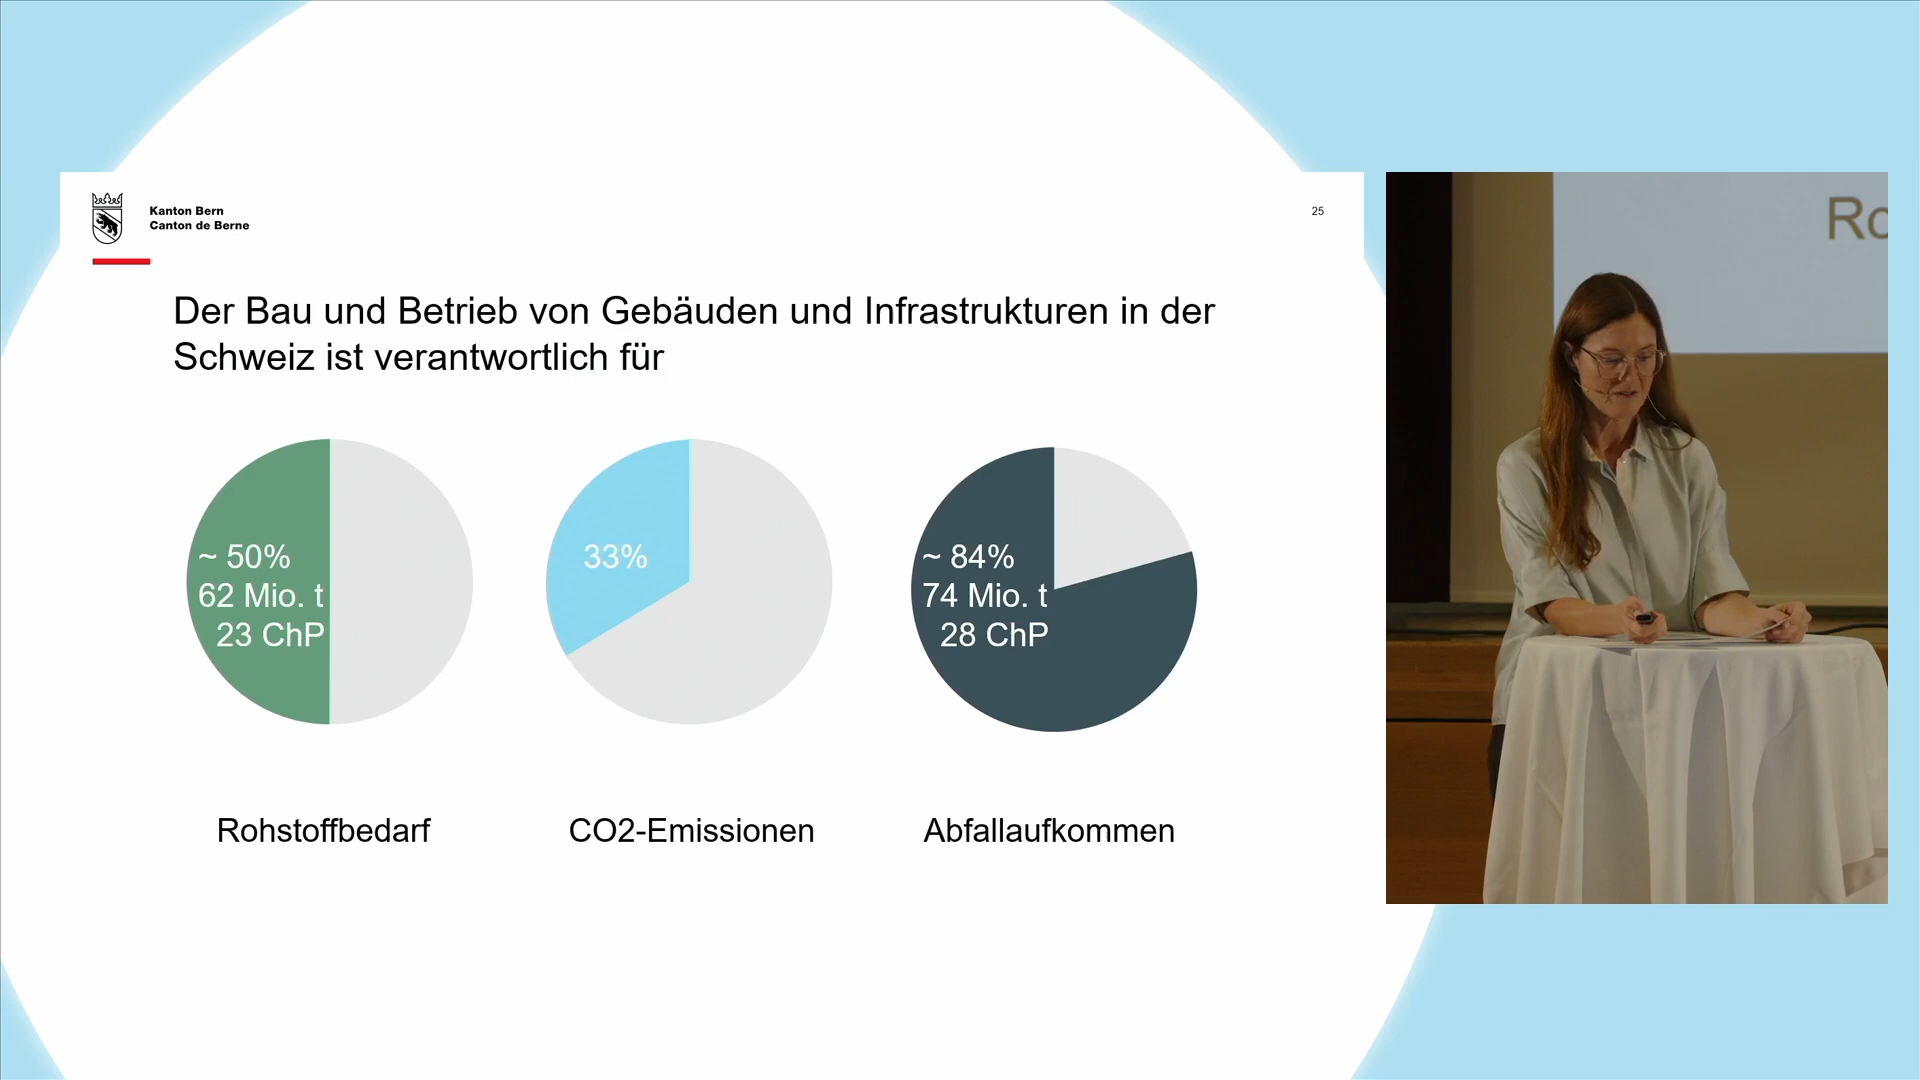 Kanton Bern
Canton de Berne
25
Der Bau und Betrieb von Gebäuden und Infrastrukturen in der
Schweiz ist verantwortlich für
~ 50%
62 Mio. t
23 ChP
33%
~ 84%
74 Mio. t
28 ChP
Rohstoffbedarf
CO2-Emissionen
Abfallaufkommen
Ro